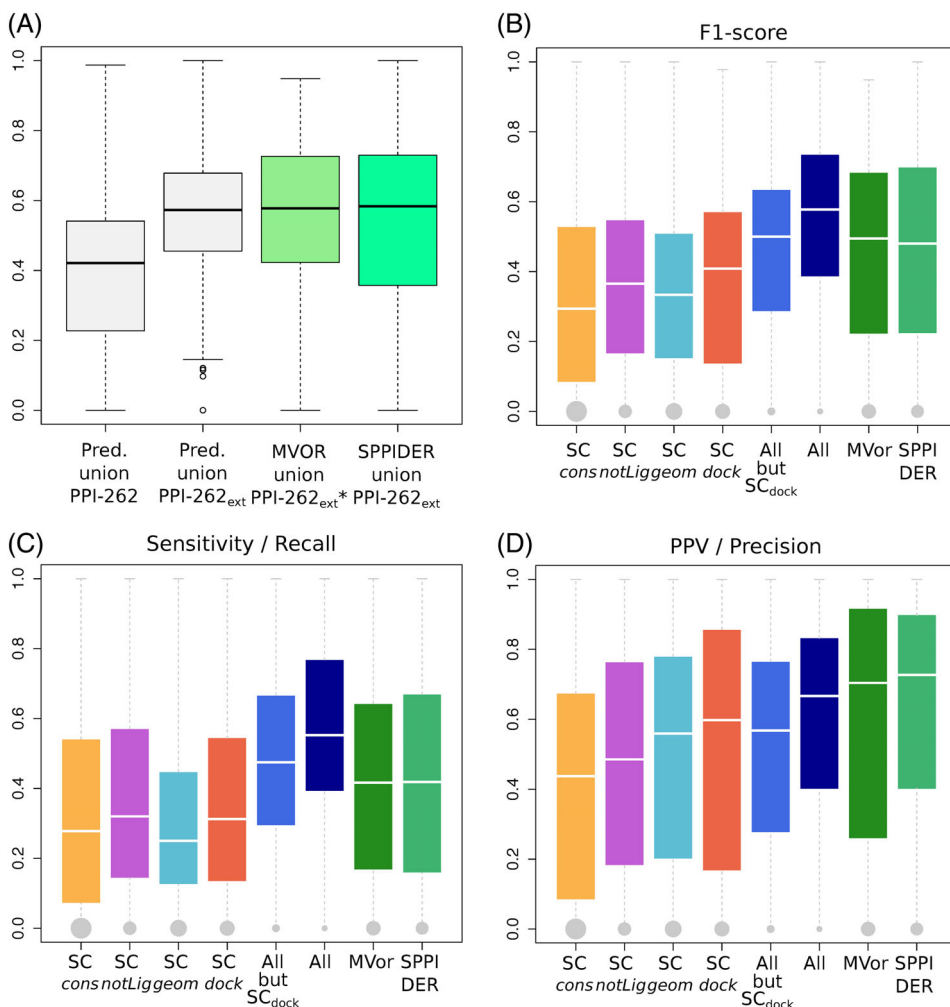 (A)
1.0
0.8
0.6
0.4
0.2
0.0
Pred. Pred. MVOR SPPIDER
union union union union
PPI-262 PPI-262ext PPI-262ext* PPI-262ext
(B)
F1-score
1.0
0.8
0.6
0.4
0.2
0.0
SC SC SC SC All All MVor SPPI
cons notLig geom dock but DER
SCdock
(C)
Sensitivity / Recall
1.0
0.8
0.6
0.4
0.2
0.0
SC SC SC SC All All MVor SPPI
cons notLig geom dock but DER
SCdock
(D)
PPV / Precision
1.0
0.8
0.6
0.4
0.2
0.0
SC SC SC SC All All MVor SPPI
cons notLig geom dock but DER
SCdock